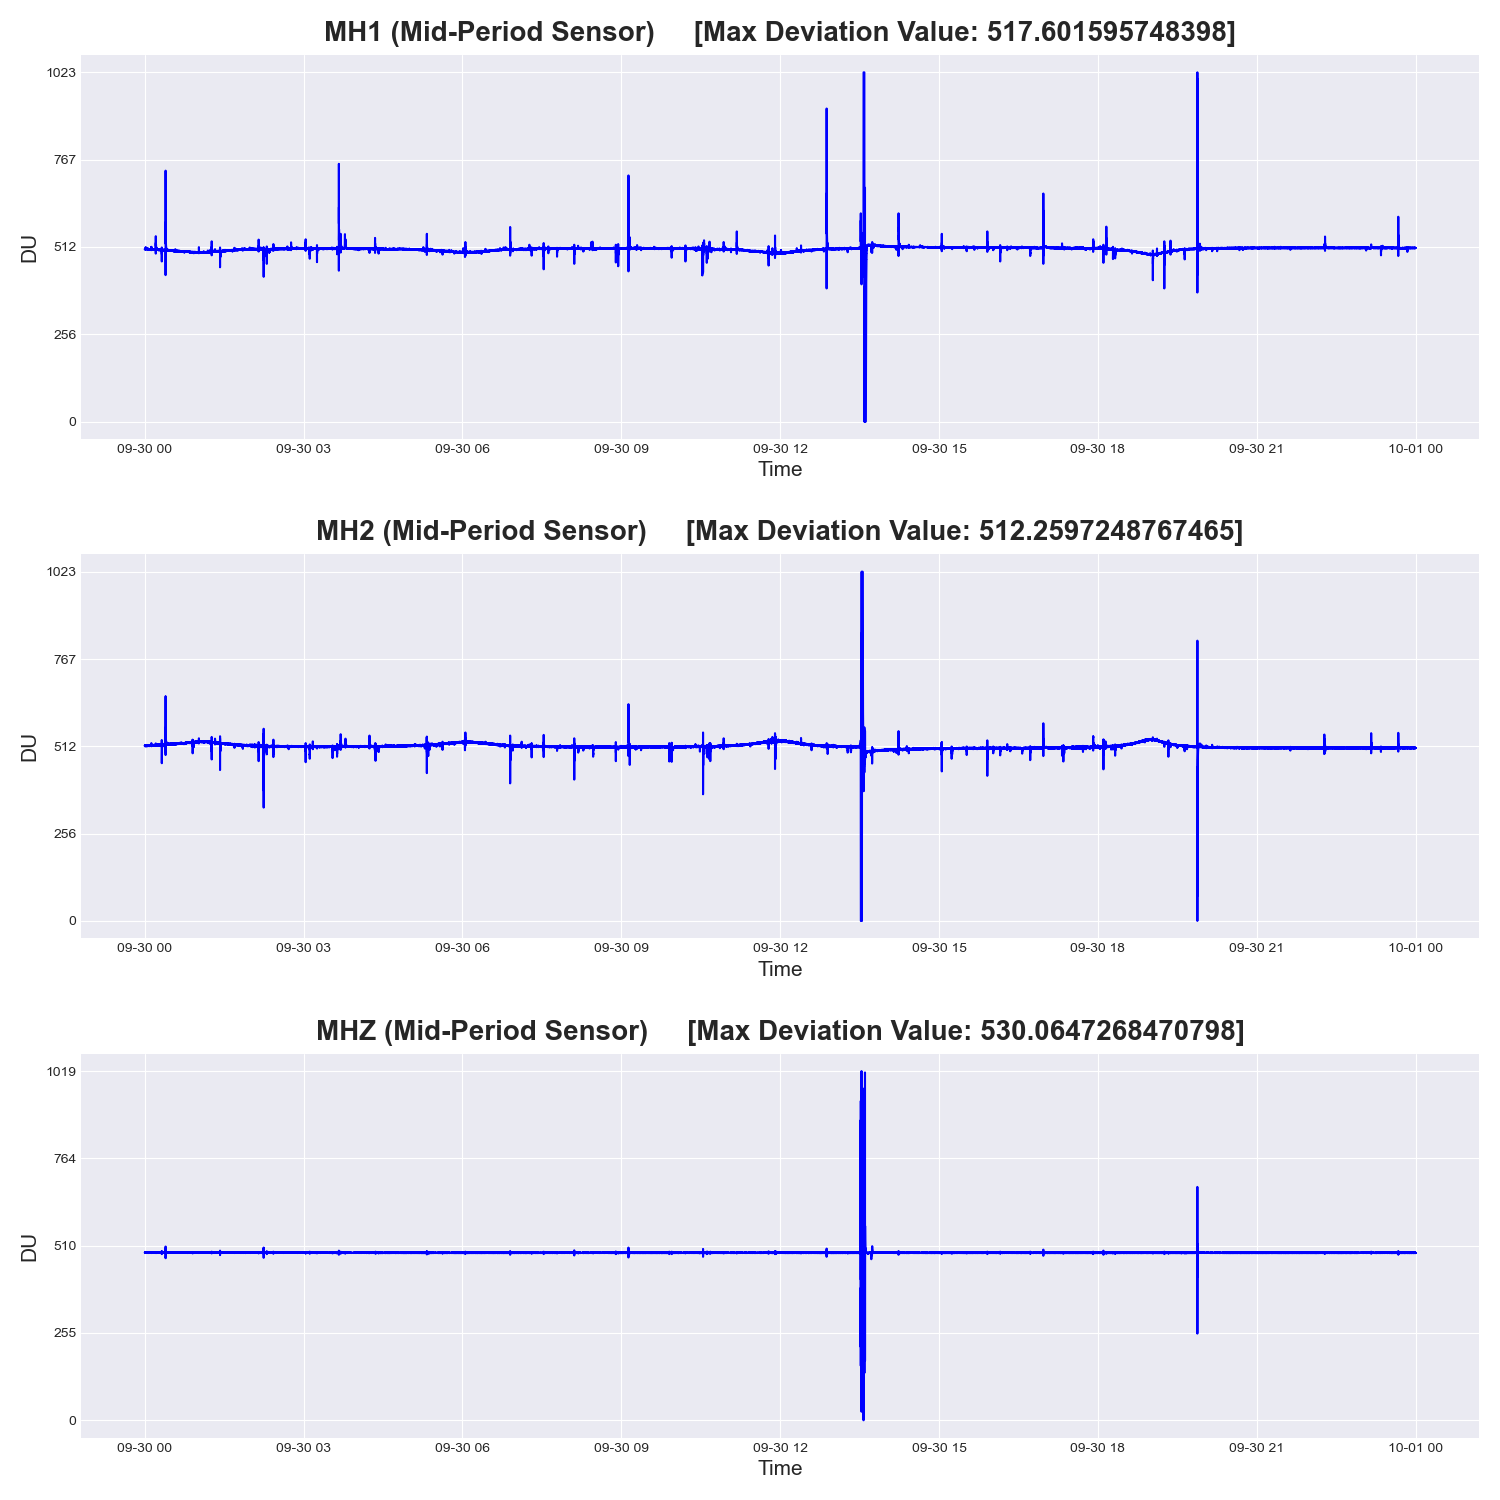 MH1 (Mid-Period Sensor) [Max Deviation Value: 517.601595748398]
1023
767
512
256
0
DU
09-30 00 09-30 03 09-30 06 09-30 09 09-30 12 09-30 15 09-30 18 09-30 21 10-01 00
Time
MH2 (Mid-Period Sensor) [Max Deviation Value: 512.2597248767465]
1023
767
512
256
0
DU
09-30 00 09-30 03 09-30 06 09-30 09 09-30 12 09-30 15 09-30 18 09-30 21 10-01 00
Time
MHZ (Mid-Period Sensor) [Max Deviation Value: 530.0647268470798]
1019
764
510
255
0
DU
09-30 00 09-30 03 09-30 06 09-30 09 09-30 12 09-30 15 09-30 18 09-30 21 10-01 00
Time